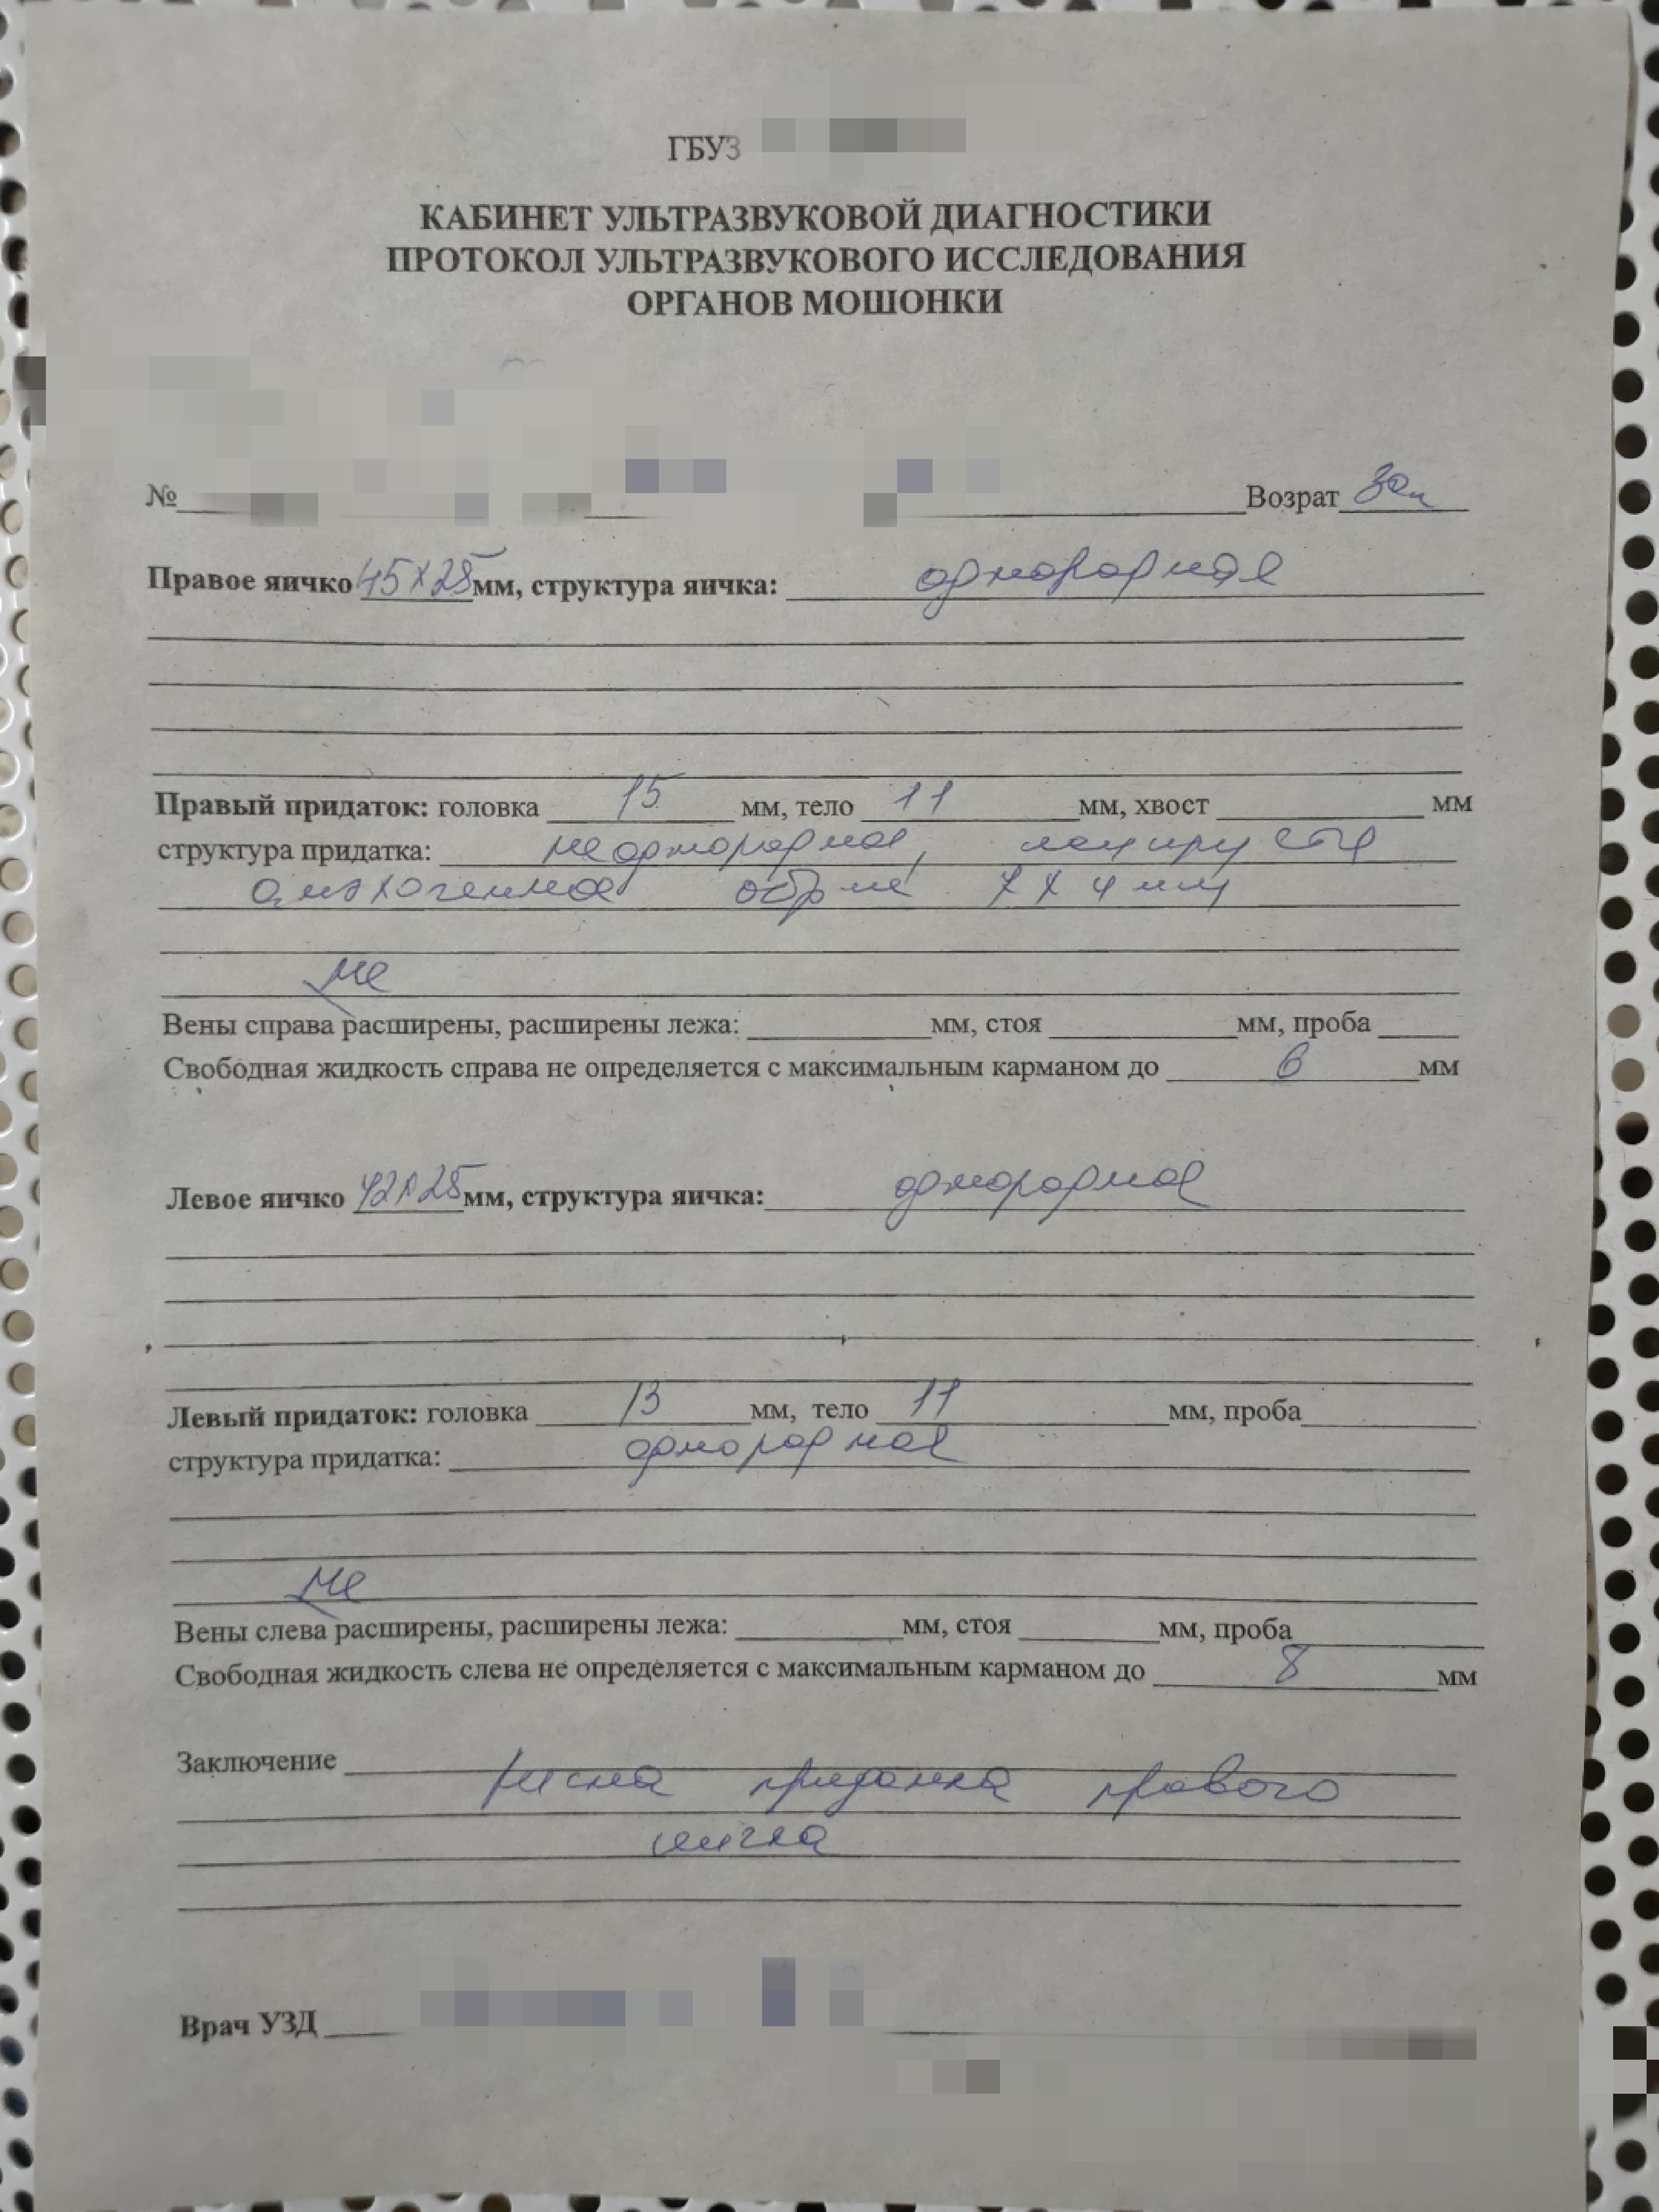 ГБУЗ
КАБИНЕТ УЛЬТРАЗВУКОВОЙ ДИАГНОСТИКИ
ПРОТОКОЛ УЛЬТРАЗВУКОВОГО ИССЛЕДОВАНИЯ
ОРГАНОВ МОШОНКИ
№ Возрат 30л
Правое яичко 45х28 мм, структура яичка: однородная
Правый придаток: головка 15 мм, тело 11 мм, хвост мм
структура придатка: неоднородная, лоцируется
анэхогенное обр-ие 7х4 мм
не
Вены справа расширены, расширены лежа: мм, стоя мм, проба
Свободная жидкость справа не определяется с максимальным карманом до 6 мм
Левое яичко 42х28 мм, структура яичка: однородная
Левый придаток: головка 13 мм, тело 11 мм, проба
структура придатка: однородная
не
Вены слева расширены, расширены лежа: мм, стоя мм, проба
Свободная жидкость слева не определяется с максимальным карманом до 8 мм
Заключение Киста придатка правого
яичка
Врач УЗД